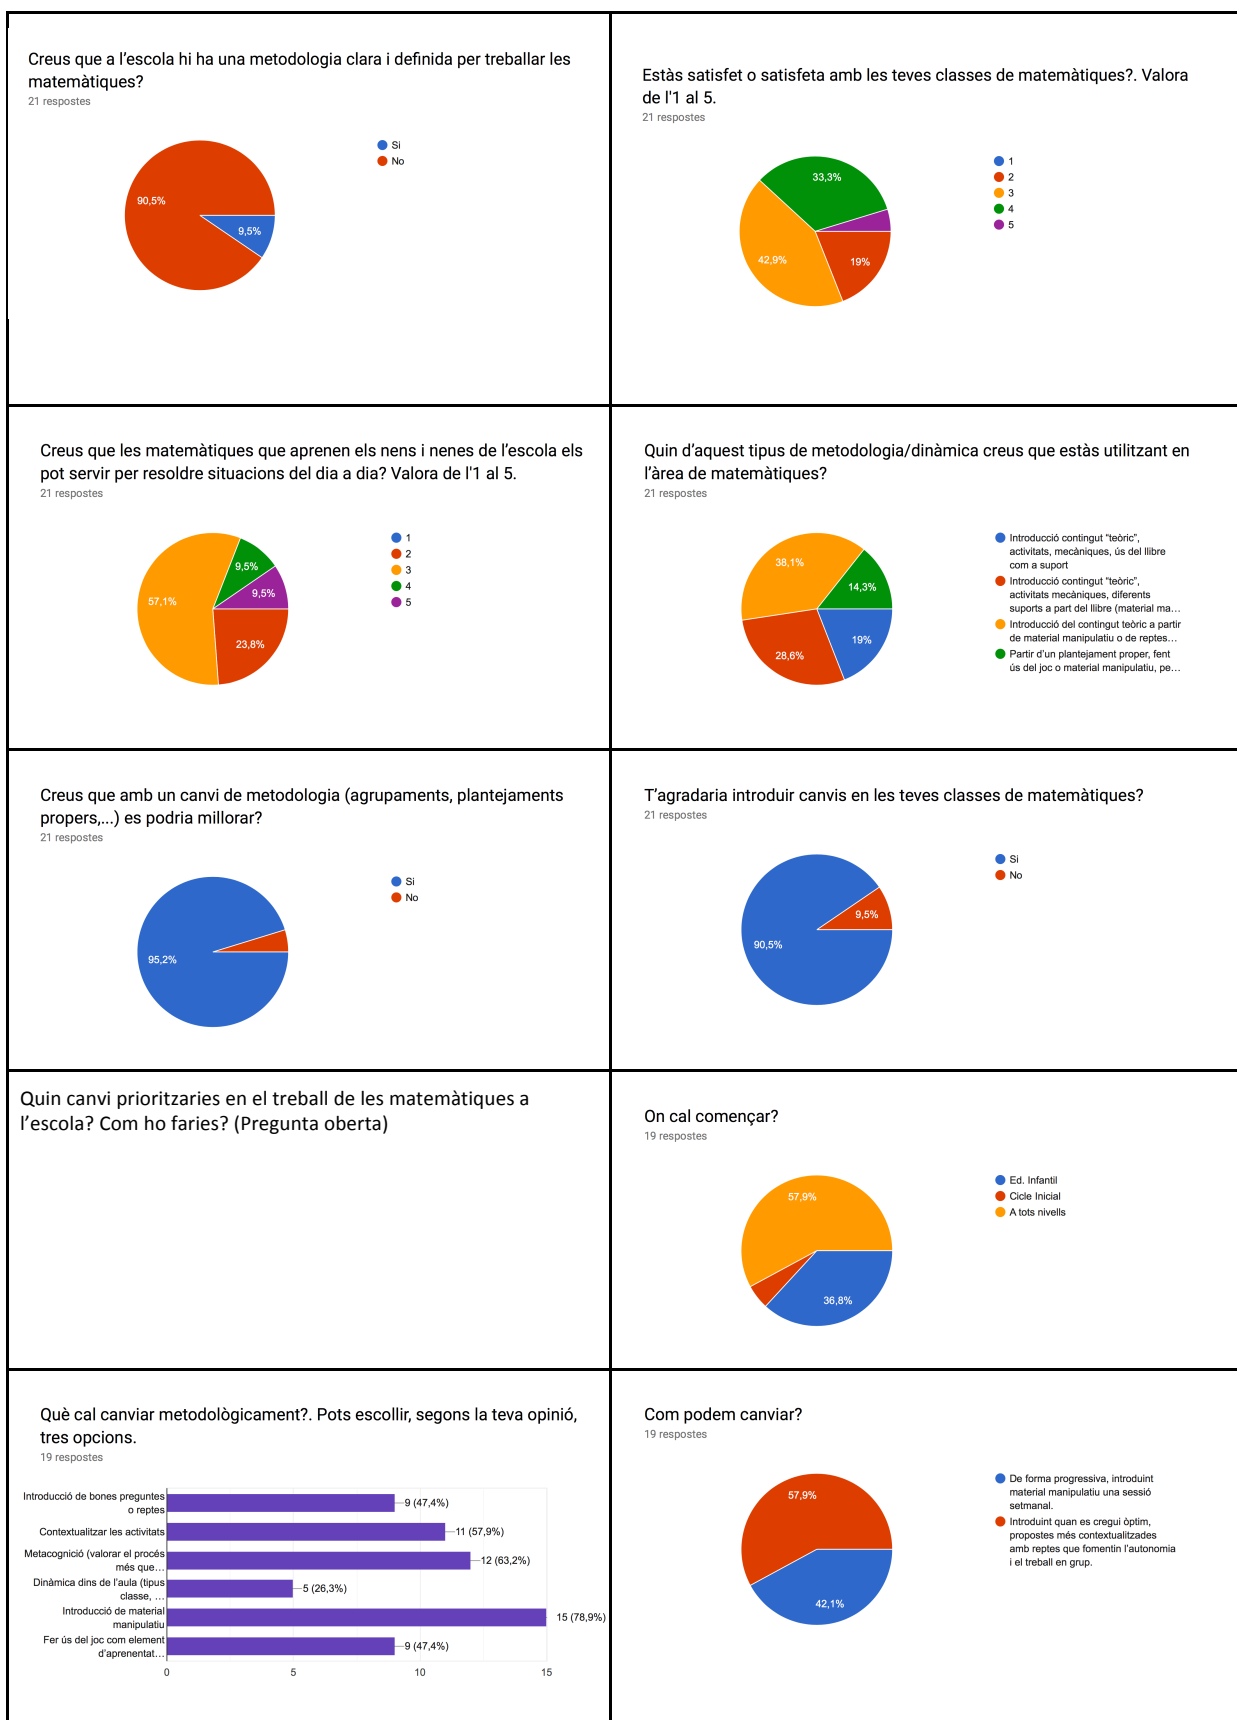 Creus que a l’escola hi ha una metodologia clara i definida per treballar les
matemàtiques?
21 respostes
Si
No
90,5%
9,5%
Estàs satisfet o satisfeta amb les teves classes de matemàtiques?. Valora
de l'1 al 5.
21 respostes
1
2
3
4
5
33,3%
42,9%
19%
Creus que les matemàtiques que aprenen els nens i nenes de l’escola els
pot servir per resoldre situacions del dia a dia? Valora de l'1 al 5.
21 respostes
1
2
3
4
5
9,5%
9,5%
57,1%
23,8%
Quin d’aquest tipus de metodologia/dinàmica creus que estàs utilitzant en
l’àrea de matemàtiques?
21 respostes
Introducció contingut “teòric”,
activitats, mecàniques, ús del llibre
com a suport
Introducció contingut “teòric”,
activitats mecàniques, diferents
suports a part del llibre (material ma…
Introducció del contingut teòric a partir
de material manipulatiu o de reptes…
Partir d’un plantejament proper, fent
ús del joc o material manipulatiu, pe…
38,1%
14,3%
28,6%
19%
Creus que amb un canvi de metodologia (agrupaments, plantejaments
propers,...) es podria millorar?
21 respostes
Si
No
95,2%
T’agradaria introduir canvis en les teves classes de matemàtiques?
21 respostes
Si
No
9,5%
90,5%
Quin canvi prioritzaries en el treball de les matemàtiques a
l’escola? Com ho faries? (Pregunta oberta)
On cal començar?
19 respostes
Ed. Infantil
Cicle Inicial
A tots nivells
57,9%
36,8%
Què cal canviar metodològicament?. Pots escollir, segons la teva opinió,
tres opcions.
19 respostes
Introducció de bones preguntes
o reptes
9 (47,4%)
Contextualitzar les activitats
11 (57,9%)
Metacognició (valorar el procés
més que…
12 (63,2%)
Dinàmica dins de l’aula (tipus
classe, …
5 (26,3%)
Introducció de material
manipulatiu
15 (78,9%)
Fer ús del joc com element
d’aprenentat…
9 (47,4%)
0
5
10
15
Com podem canviar?
19 respostes
De forma progressiva, introduint
material manipulatiu una sessió
setmanal.
Introduint quan es cregui òptim,
propostes més contextualitzades
amb reptes que fomentin l’autonomia
i el treball en grup.
57,9%
42,1%